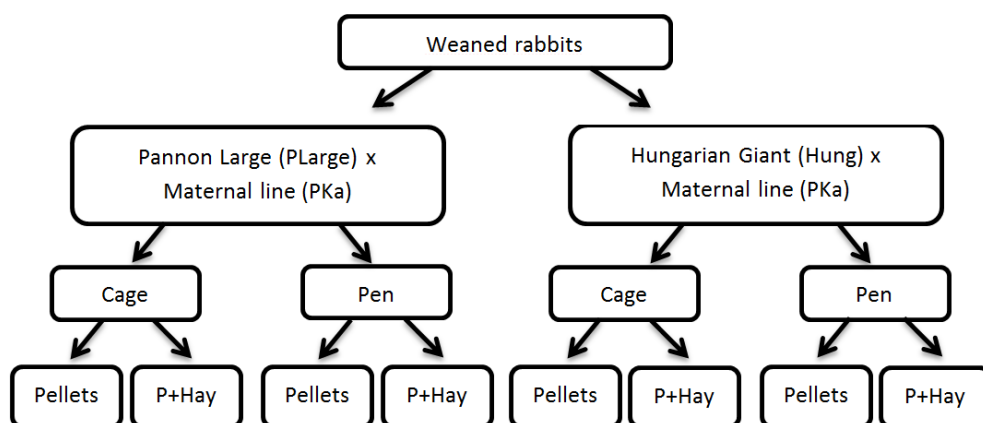 Weaned rabbits
Pannon Large (PLarge) x
Maternal line (PKa)
Hungarian Giant (Hung) x
Maternal line (PKa)
Cage
Pen
Cage
Pen
Pellets
P+Hay
Pellets
P+Hay
Pellets
P+Hay
Pellets
P+Hay